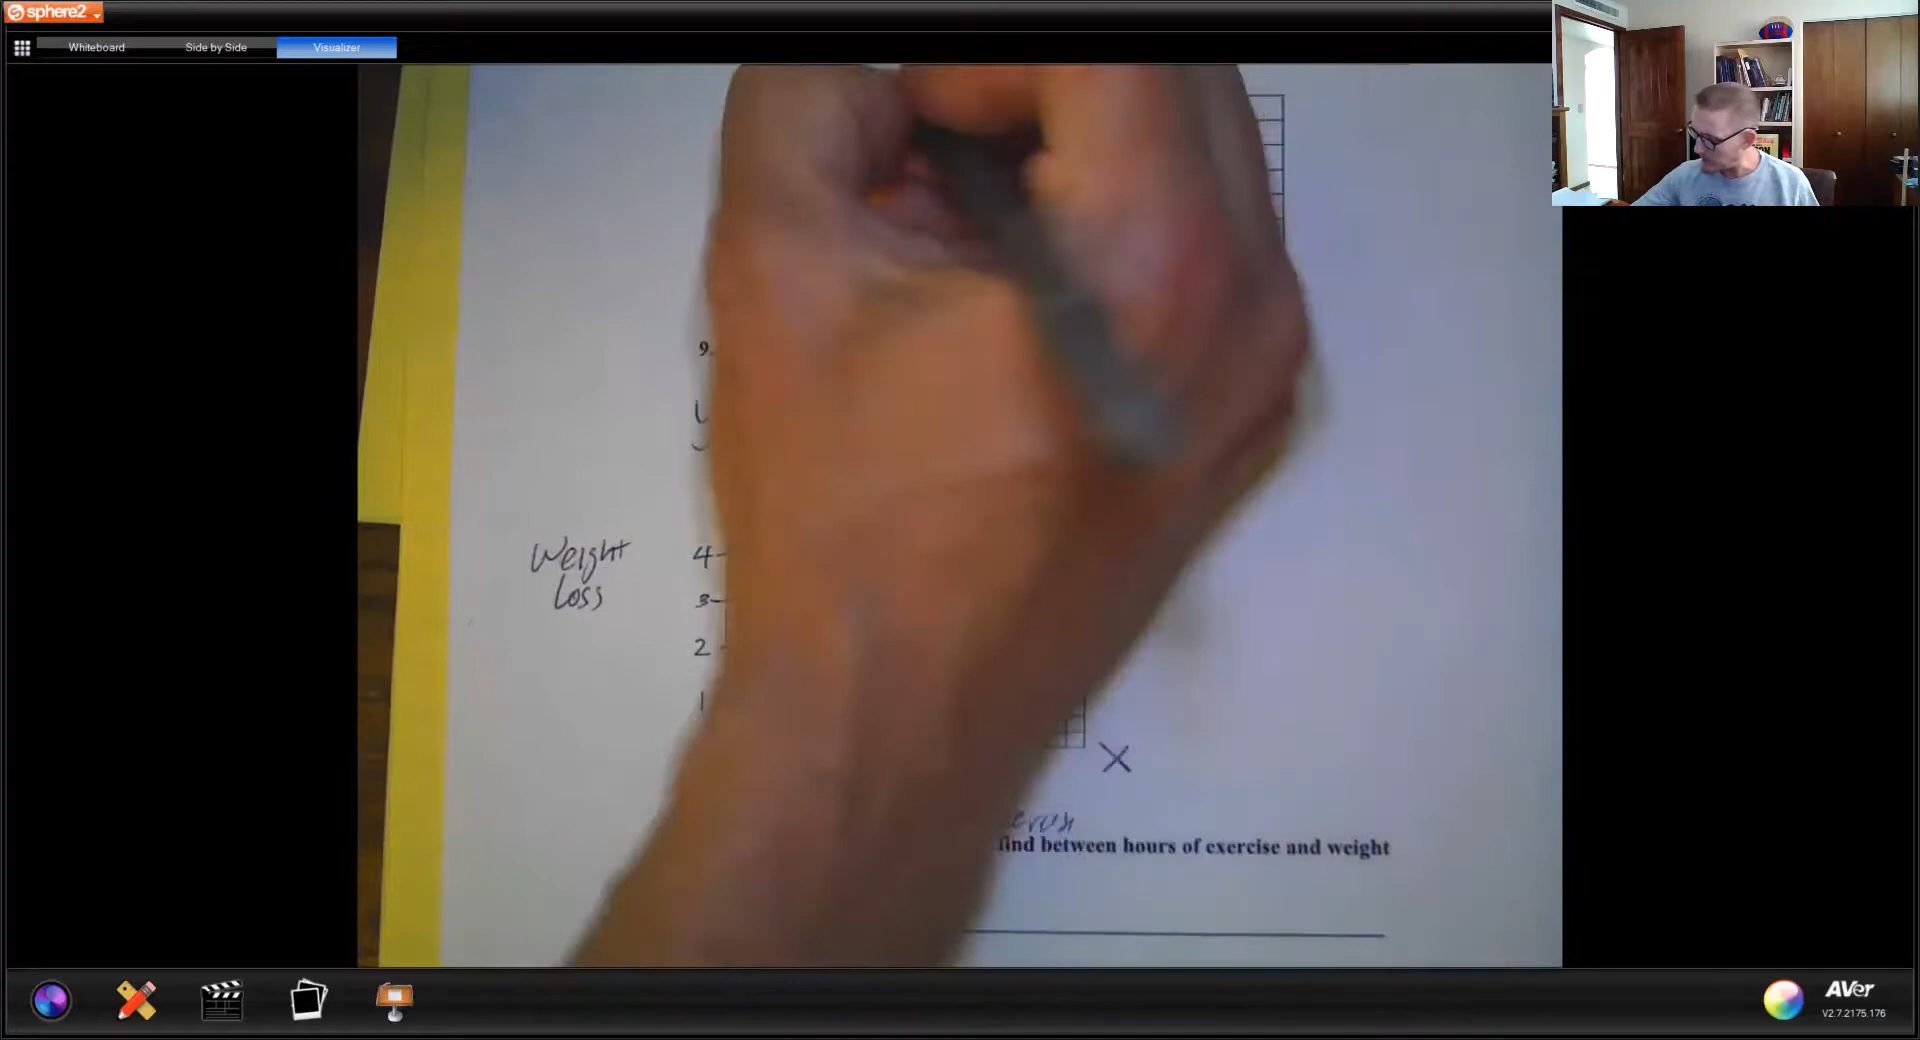 sphere2
Whiteboard Side by Side Visualizer
9.
Weight
Loss
4
3
2
1
X
find between hours of exercise and weight
AVer
V2.7.2175.176